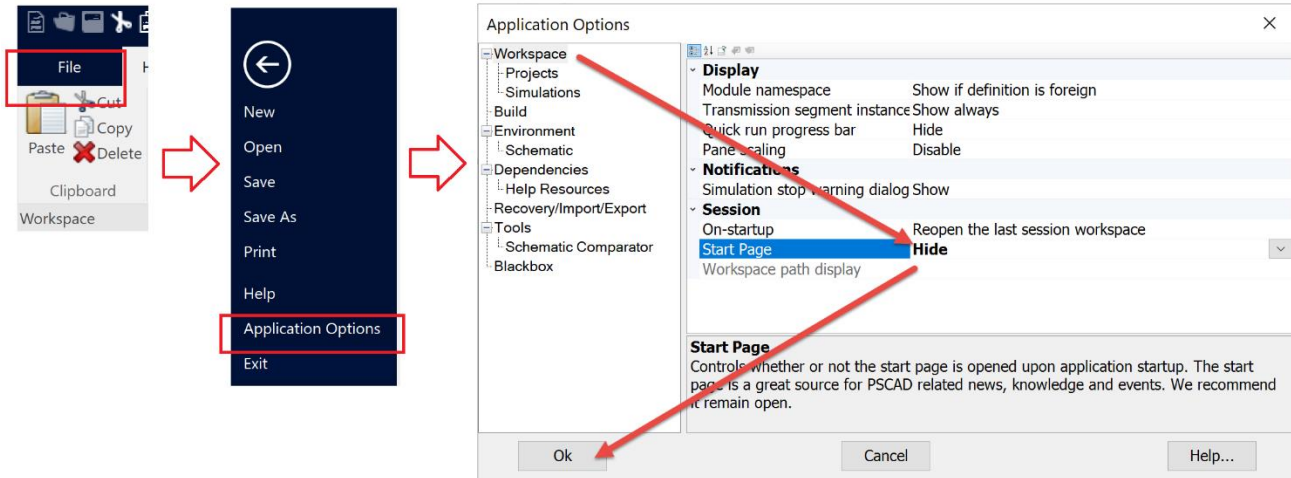 File
H
Cut
Copy
Paste
Delete
Clipboard
Workspace
New
Open
Save
Save As
Print
Help
Application Options
Exit
Application Options
Workspace
Projects
Simulations
Build
Environment
Schematic
Dependencies
Help Resources
Recovery/Import/Export
Tools
Schematic Comparator
Blackbox
Display
Module namespace Show if definition is foreign
Transmission segment instance Show always
Quick run progress bar Hide
Pane scaling Disable
Notifications
Simulation stop warning dialog Show
Session
On-startup Reopen the last session workspace
Start Page Hide
Workspace path display
Start Page
Controls whether or not the start page is opened upon application startup. The start
page is a great source for PSCAD related news, knowledge and events. We recommend
it remain open.
Ok Cancel Help...